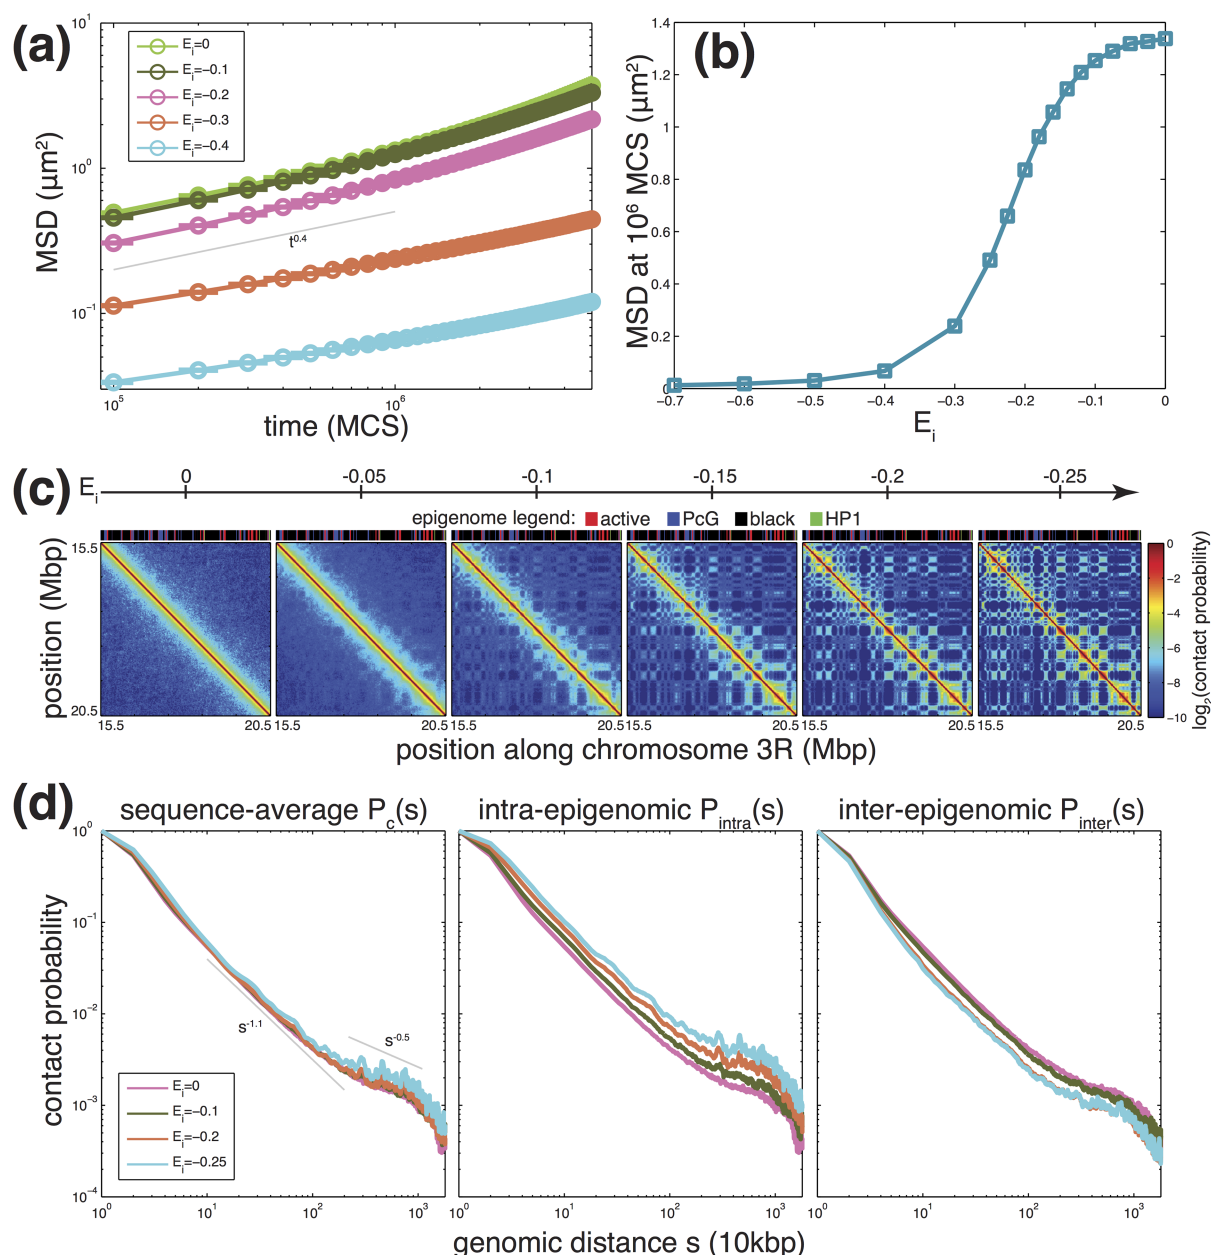 (a)
10^1
10^0
10^-1
MSD (μm²)
E_i=0
E_i=−0.1
E_i=−0.2
E_i=−0.3
E_i=−0.4
t^0.4
10^5
10^6
time (MCS)
(b)
MSD at 10^6 MCS (μm²)
1.4
1.2
1
0.8
0.6
0.4
0.2
0
−0.7 −0.6 −0.5 −0.4 −0.3 −0.2 −0.1 0
E_i
(c)
E_i 0 -0.05 -0.1 -0.15 -0.2 -0.25
epigenome legend: active PcG black HP1
position (Mbp)
15.5
20.5
15.5 20.5 15.5 20.5 15.5 20.5 15.5 20.5 15.5 20.5 15.5 20.5
position along chromosome 3R (Mbp)
0
−2
−4
−6
−8
−10
log_2(contact probability)
(d)
sequence-average P_c(s) intra-epigenomic P_intra(s) inter-epigenomic P_inter(s)
contact probability
10^0
10^-1
10^-2
10^-3
10^-4
s^-1.1
s^-0.5
E_i=0
E_i=−0.1
E_i=−0.2
E_i=−0.25
10^0 10^1 10^2 10^3 10^0 10^1 10^2 10^3 10^0 10^1 10^2 10^3
genomic distance s (10kbp)